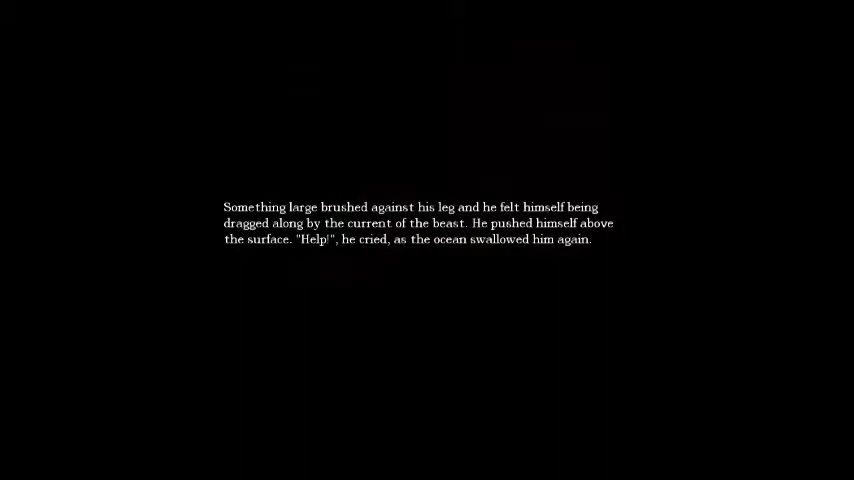 Something large brushed against his leg and he felt himself being
dragged along by the current of the beast. He pushed himself above
the surface. "Help!", he cried, as the ocean swallowed him again.